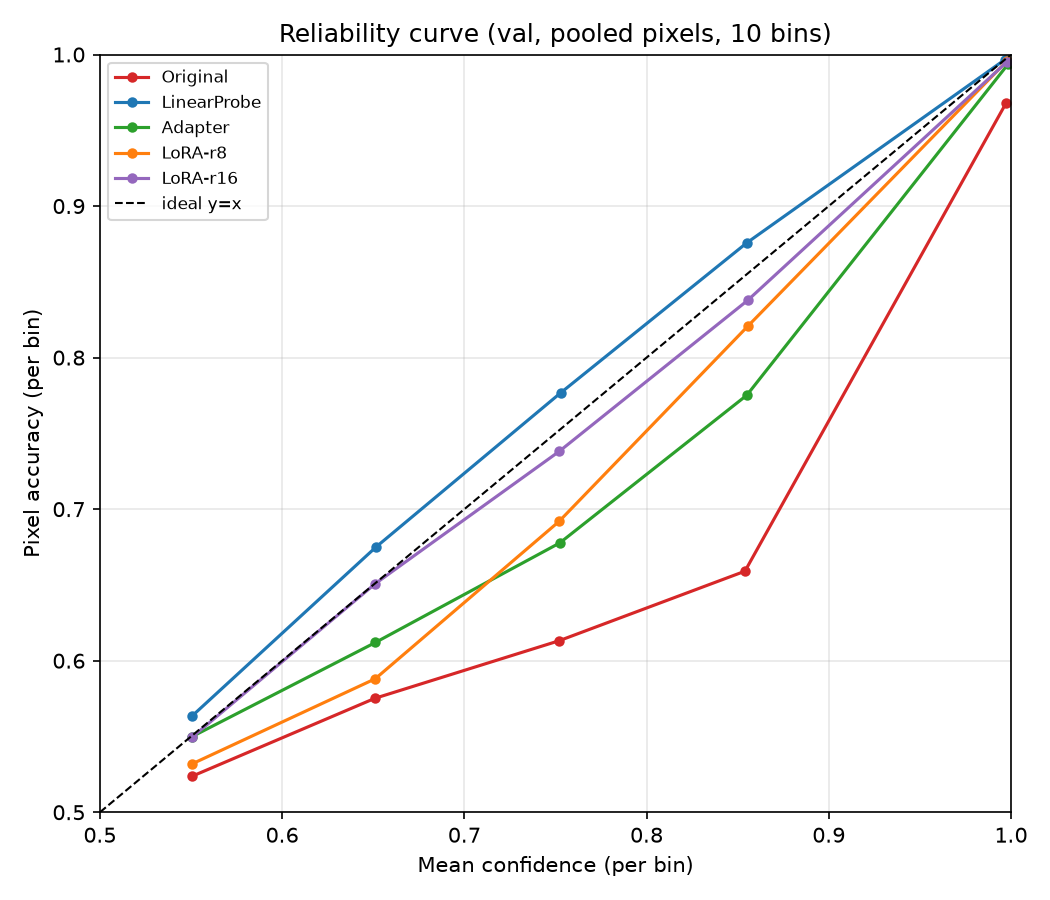 Reliability curve (val, pooled pixels, 10 bins)
Original
LinearProbe
Adapter
LoRA-r8
LoRA-r16
ideal y=x
Pixel accuracy (per bin)
1.0
0.9
0.8
0.7
0.6
0.5
0.5 0.6 0.7 0.8 0.9 1.0
Mean confidence (per bin)